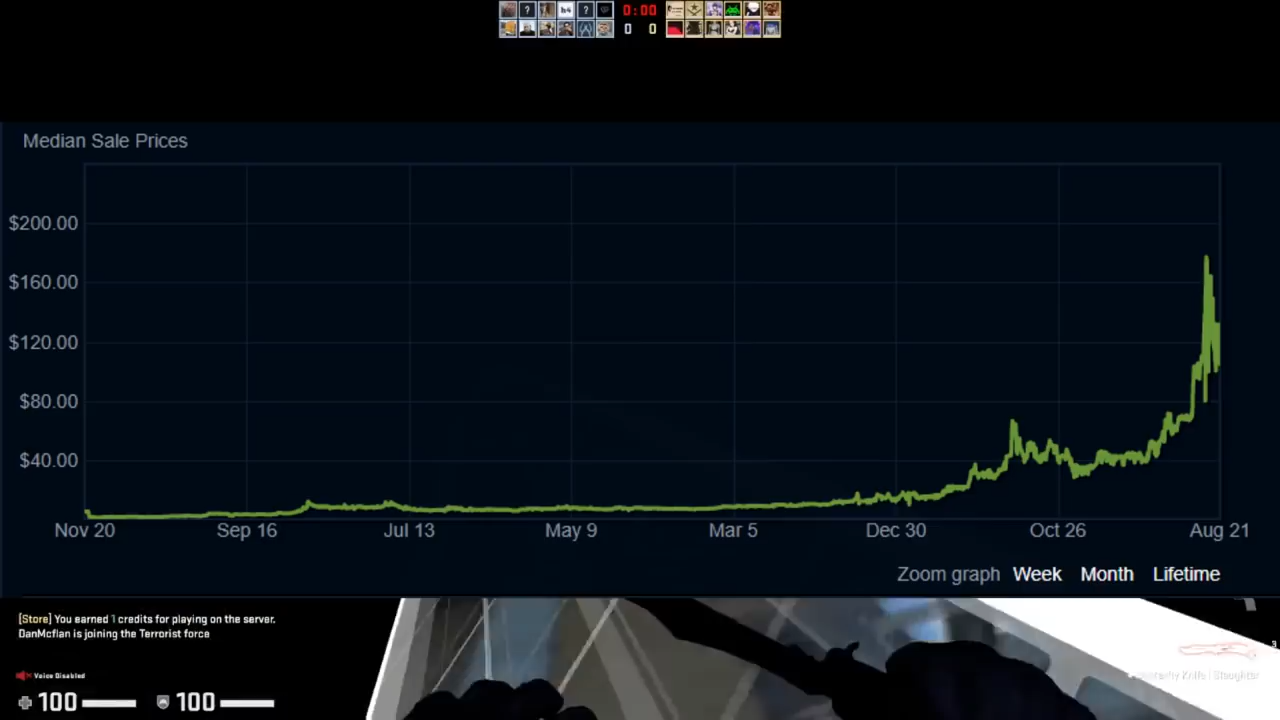 h4
0:00
0 0
Median Sale Prices
$200.00
$160.00
$120.00
$80.00
$40.00
Nov 20 Sep 16 Jul 13 May 9 Mar 5 Dec 30 Oct 26 Aug 21
Zoom graph Week Month Lifetime
[Store] You earned 1 credits for playing on the server.
DanMcflan is joining the Terrorist force
Knife | Slaughter
Voice Disabled
100 100